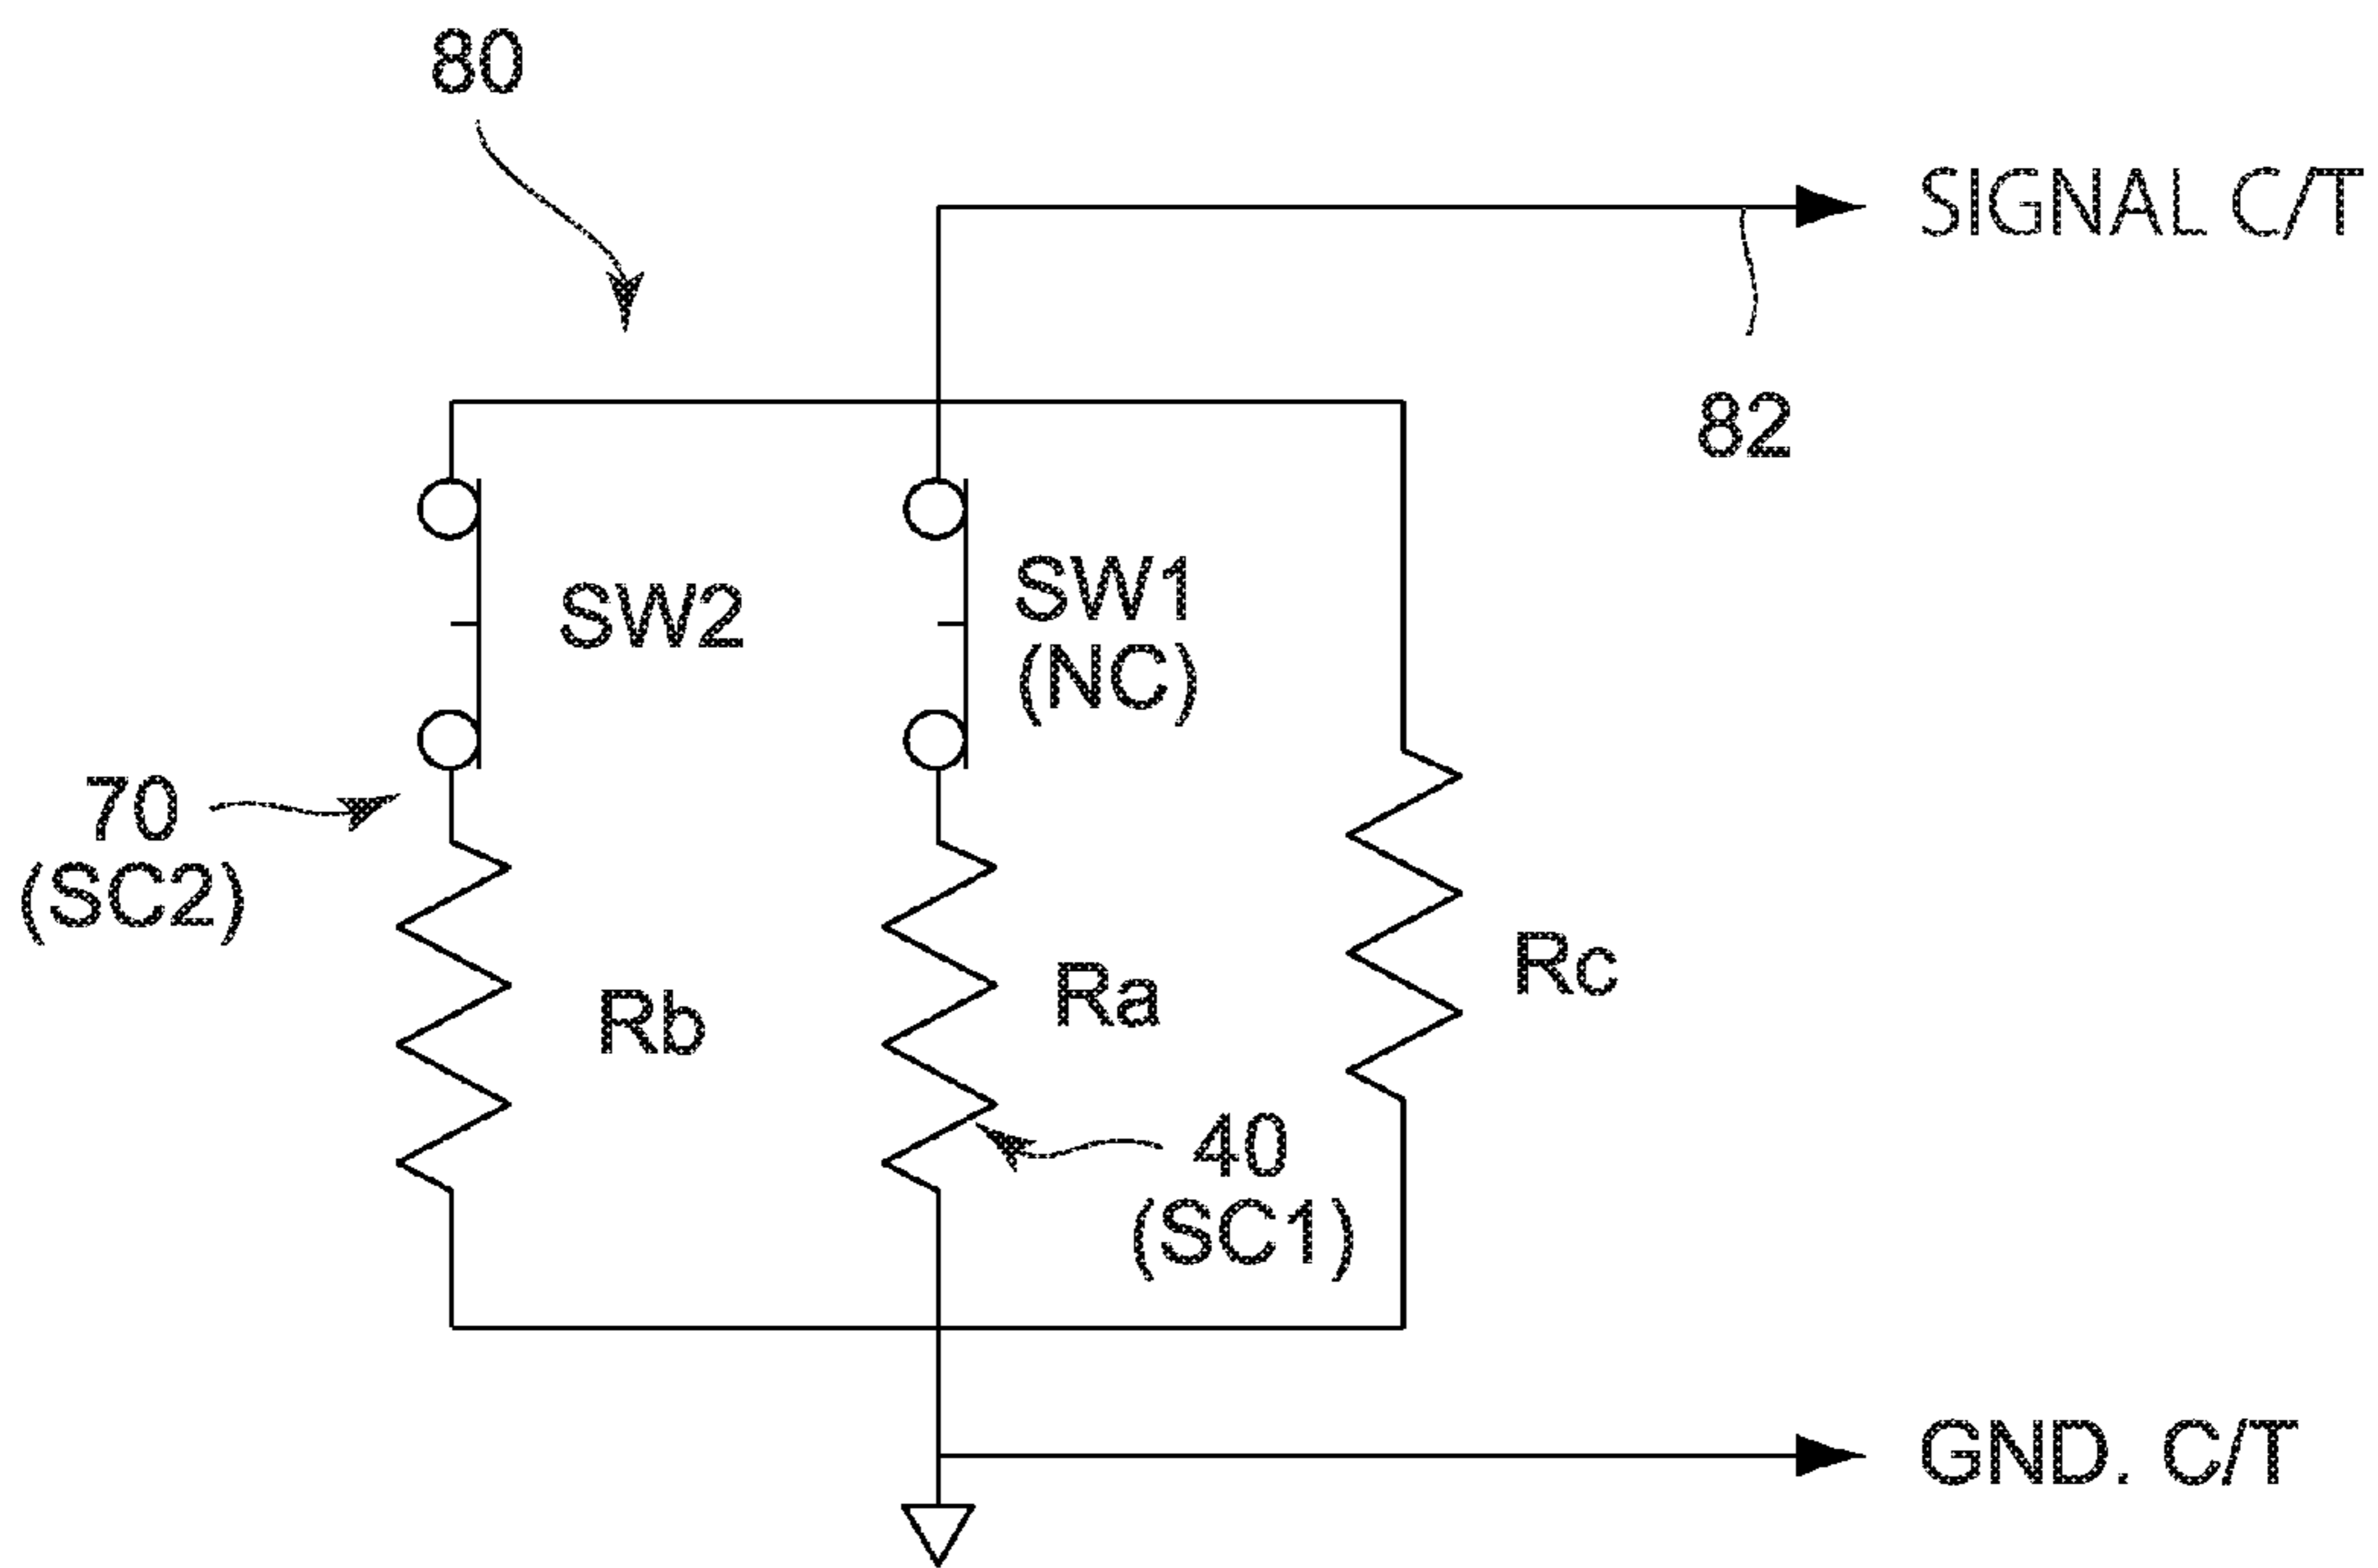 80
SIGNAL C/T
82
SW2
SW1
(NC)
70
(SC2)
Rb
Ra
Rc
40
(SC1)
GND. C/T